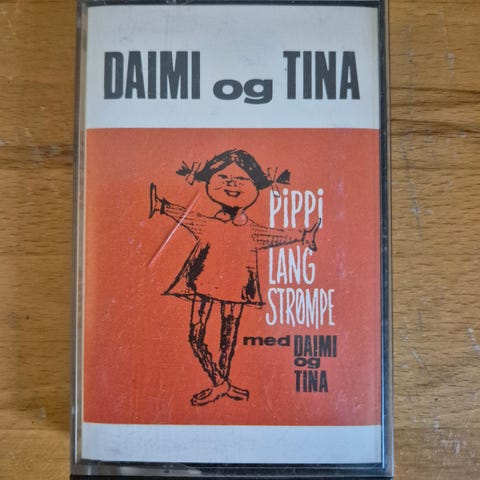 DAIMI og TINA
PiPPi
LANG
STRØMPE
med DAIMI
og
TINA